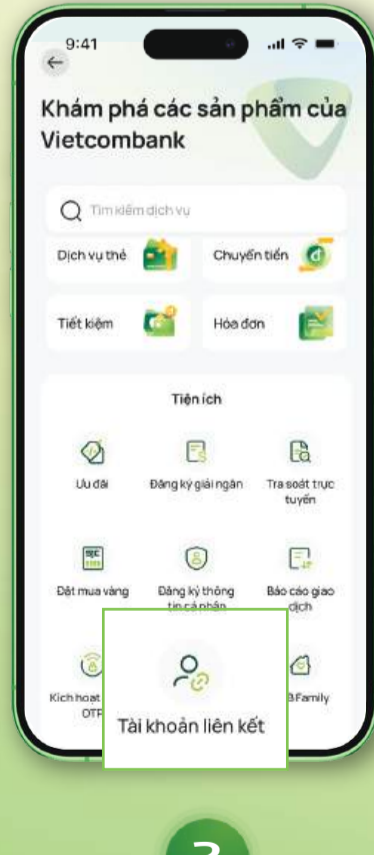 9:41
Khám phá các sản phẩm của
Vietcombank
Tìm kiếm dịch vụ
Dịch vụ thẻ
Chuyển tiền
Tiết kiệm
Hóa đơn
Tiện ích
Ưu đãi
Đăng ký giải ngân
Tra soát trực
tuyến
SJC
Đặt mua vàng
Đăng ký thông
tin cá nhân
Báo cáo giao
dịch
Kích hoạt
OTP
Family
Tài khoản liên kết